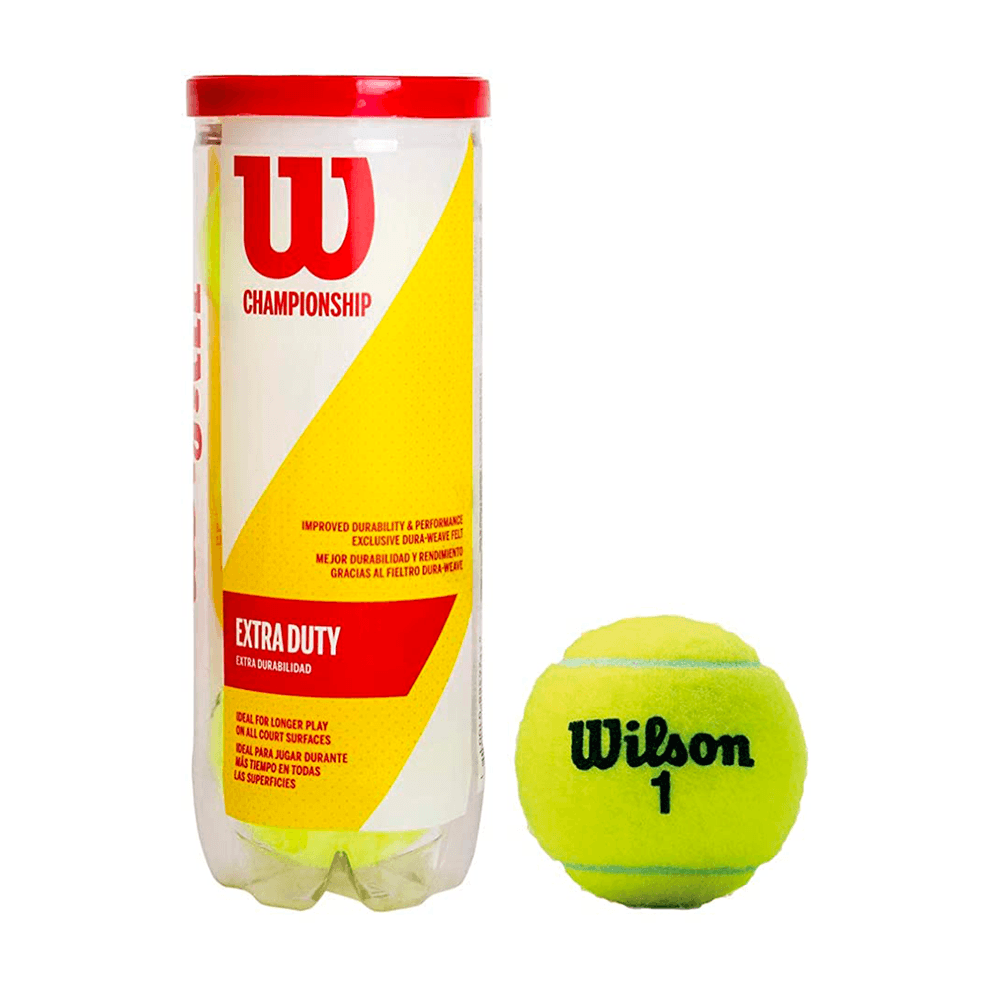 W
CHAMPIONSHIP
IMPROVED DURABILITY & PERFORMANCE
EXCLUSIVE DURA-WEAVE FELT
MEJOR DURABILIDAD Y RENDIMIENTO
GRACIAS AL FIELTRO DURA-WEAVE
EXTRA DUTY
EXTRA DURABILIDAD
IDEAL FOR LONGER PLAY
ON ALL COURT SURFACES
IDEAL PARA JUGAR DURANTE
MÁS TIEMPO EN TODAS
LAS SUPERFICIES
Wilson
1